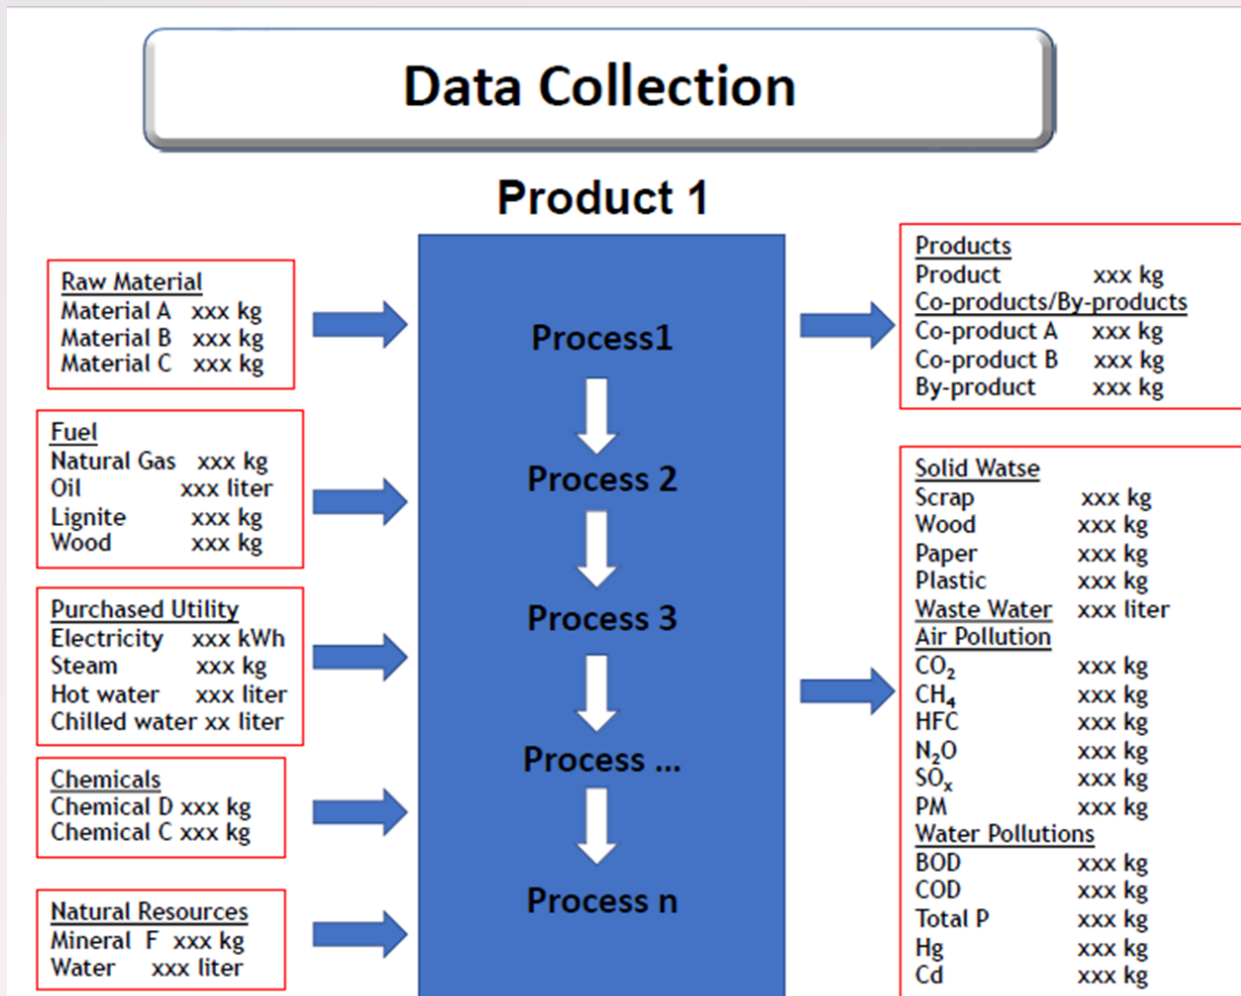 Data Collection
Product 1
Raw Material
Material A xxx kg
Material B xxx kg
Material C xxx kg
Fuel
Natural Gas xxx kg
Oil xxx liter
Lignite xxx kg
Wood xxx kg
Purchased Utility
Electricity xxx kWh
Steam xxx kg
Hot water xxx liter
Chilled water xx liter
Chemicals
Chemical D xxx kg
Chemical C xxx kg
Natural Resources
Mineral F xxx kg
Water xxx liter
Process1
Process 2
Process 3
Process ...
Process n
Products
Product xxx kg
Co-products/By-products
Co-product A xxx kg
Co-product B xxx kg
By-product xxx kg
Solid Watse
Scrap xxx kg
Wood xxx kg
Paper xxx kg
Plastic xxx kg
Waste Water xxx liter
Air Pollution
CO₂ xxx kg
CH₄ xxx kg
HFC xxx kg
N₂O xxx kg
SOₓ xxx kg
PM xxx kg
Water Pollutions
BOD xxx kg
COD xxx kg
Total P xxx kg
Hg xxx kg
Cd xxx kg